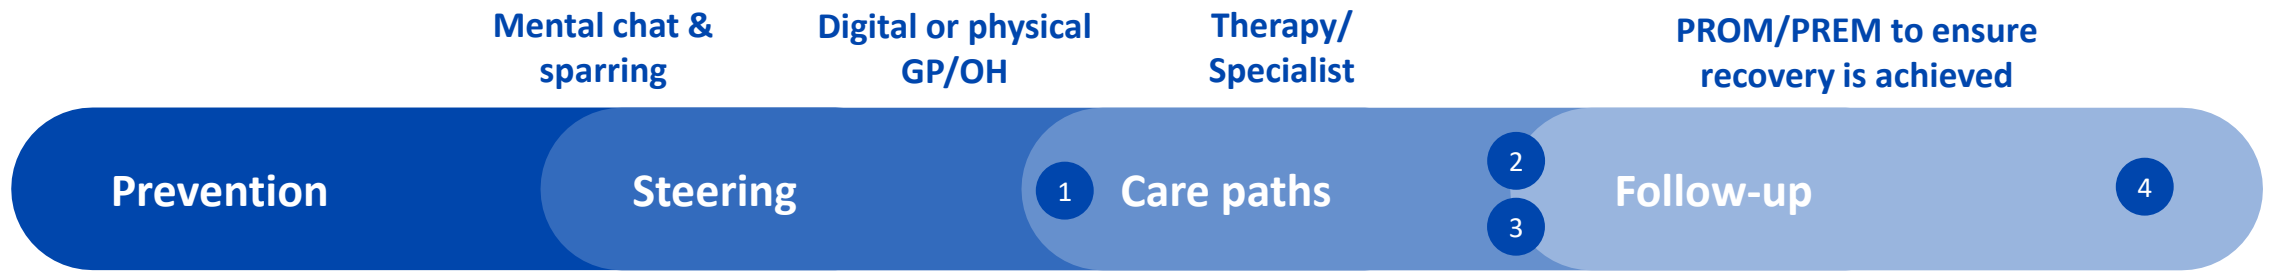 Mental chat &
sparring
Digital or physical
GP/OH
Therapy/
Specialist
PROM/PREM to ensure
recovery is achieved
Prevention
Steering
1
Care paths
2
3
Follow-up
4